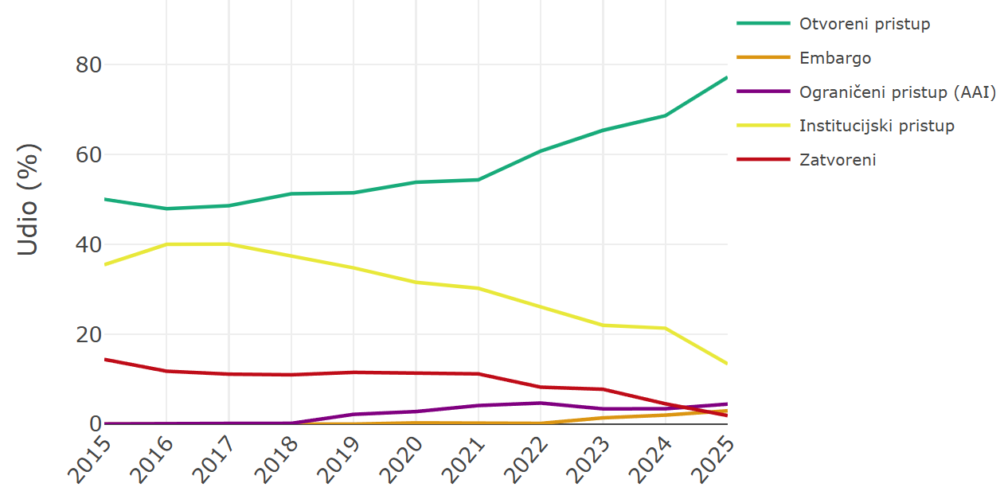 Udio (%)
80
60
40
20
0
2015
2016
2017
2018
2019
2020
2021
2022
2023
2024
2025
Otvoreni pristup
Embargo
Ograničeni pristup (AAI)
Institucijski pristup
Zatvoreni